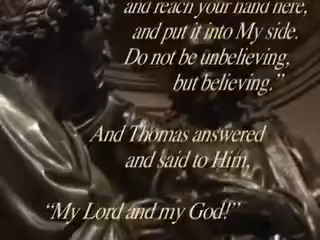 and reach your hand here,
and put it into My side.
Do not be unbelieving,
but believing.”
And Thomas answered
and said to Him,
“My Lord and my God!”